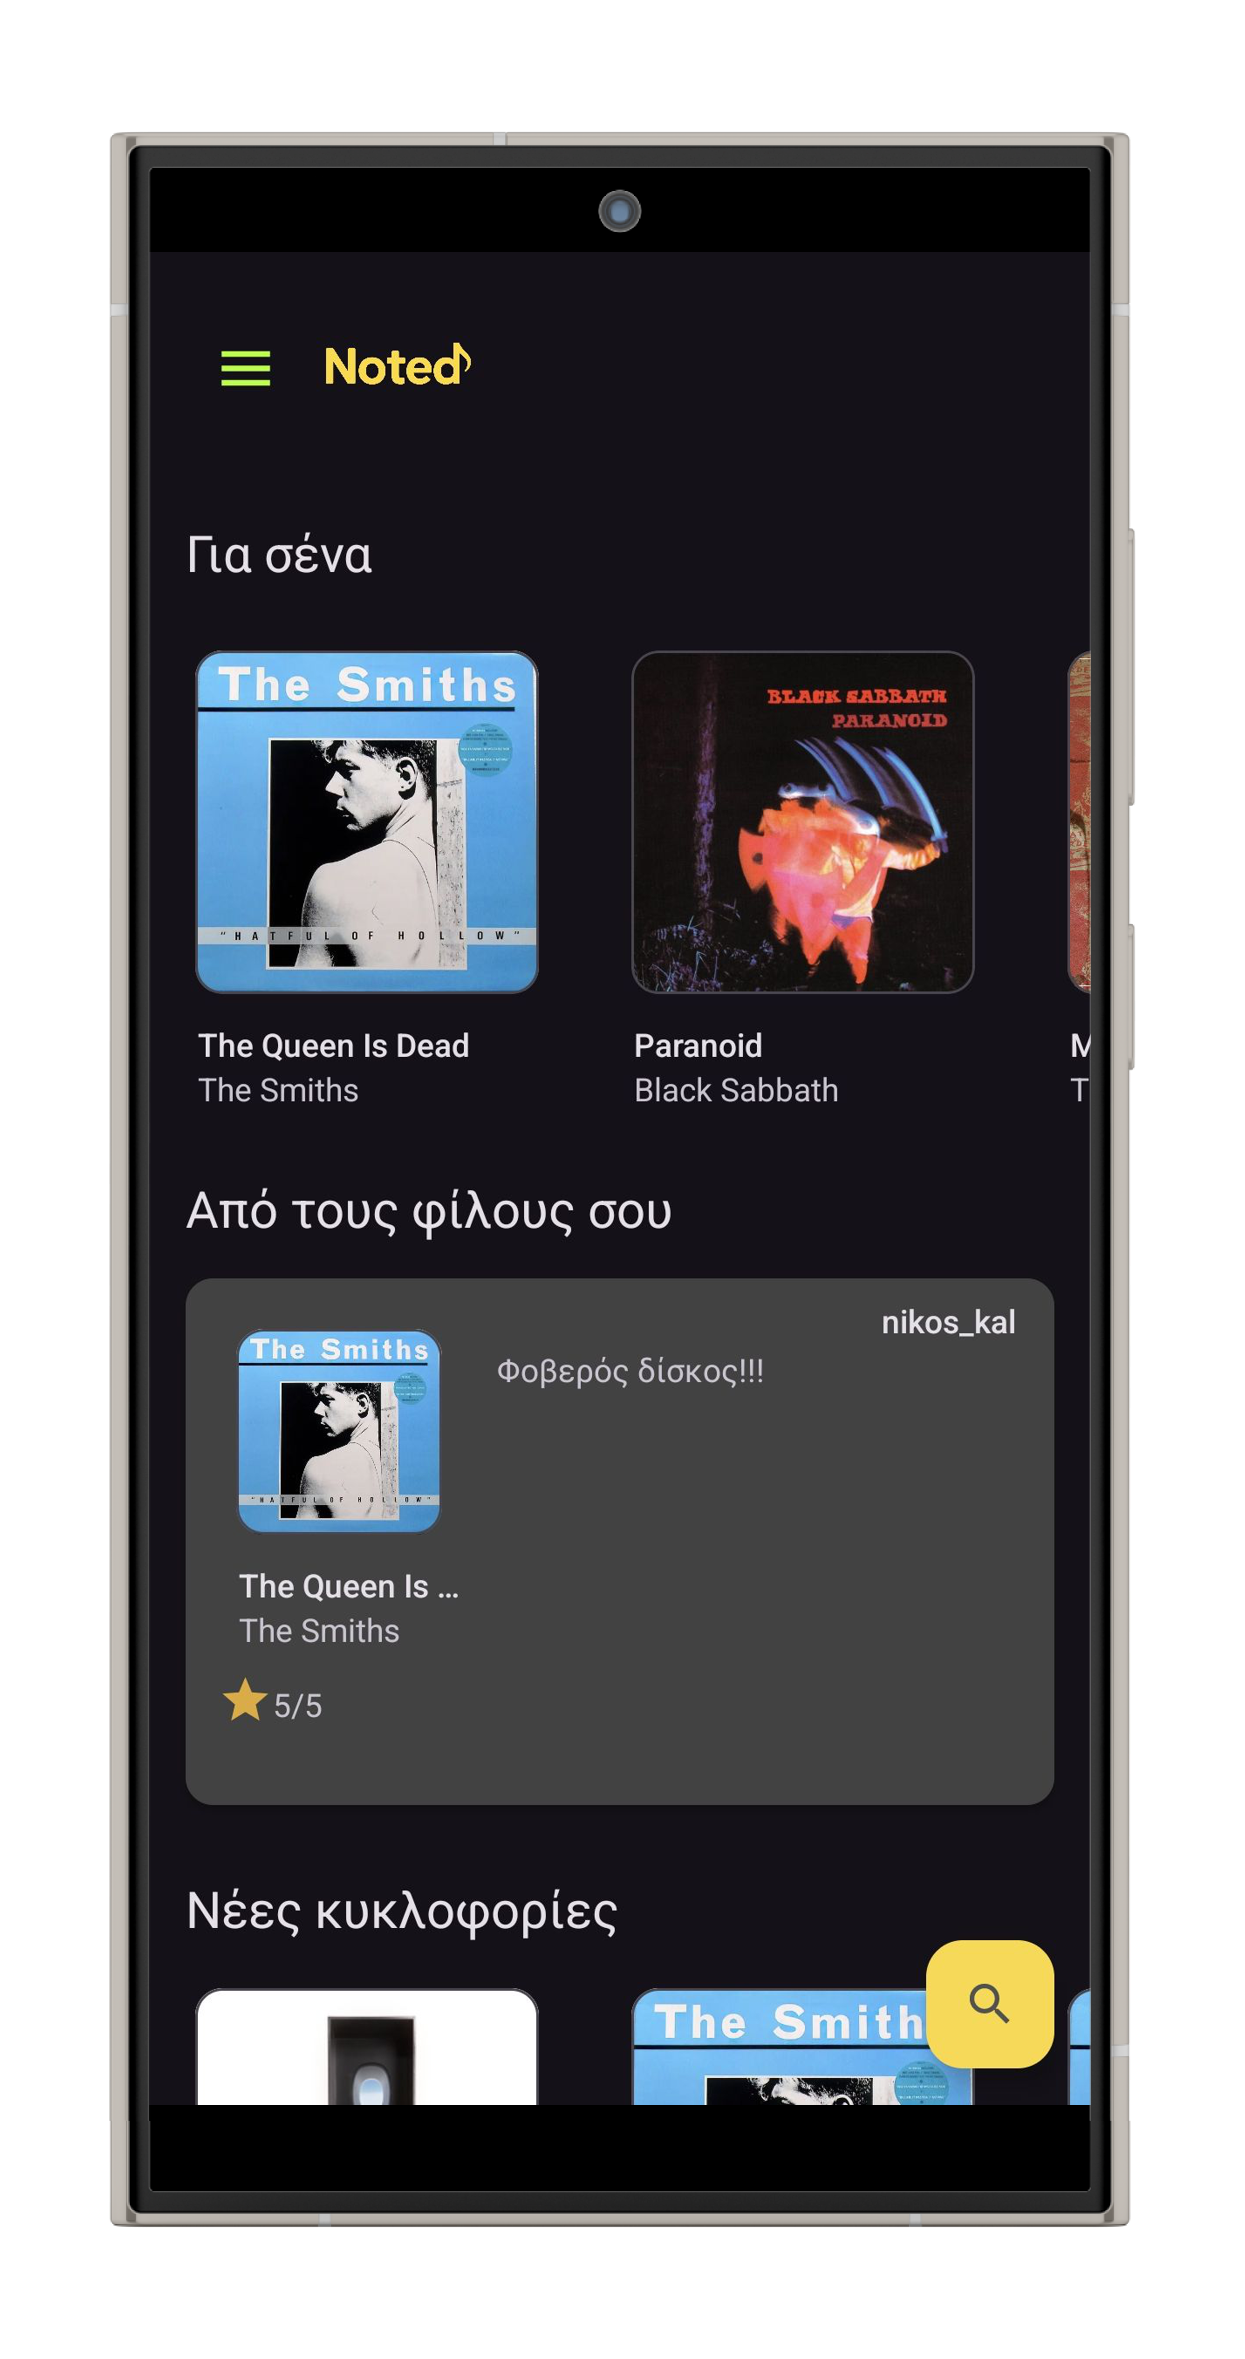 Noted
Για σένα
The Smiths
"HATFUL OF HOLLOW"
BLACK SABBATH
PARANOID
The Queen Is Dead
The Smiths
Paranoid
Black Sabbath
M
T
Από τους φίλους σου
nikos_kal
The Smiths
"HATFUL OF HOLLOW"
Φοβερός δίσκος!!!
The Queen Is ...
The Smiths
5/5
Νέες κυκλοφορίες
The Smith